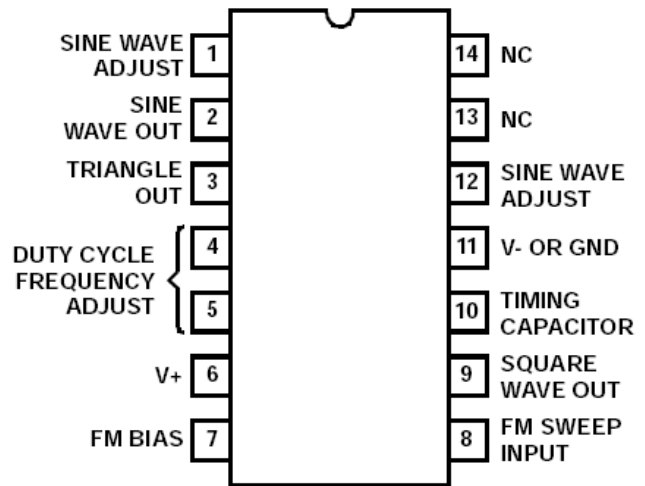 SINE WAVE
ADJUST
1
SINE
WAVE OUT
2
TRIANGLE
OUT
3
DUTY CYCLE
FREQUENCY
ADJUST
4
5
V+
6
FM BIAS
7
14
NC
13
NC
12
SINE WAVE
ADJUST
11
V- OR GND
10
TIMING
CAPACITOR
9
SQUARE
WAVE OUT
8
FM SWEEP
INPUT